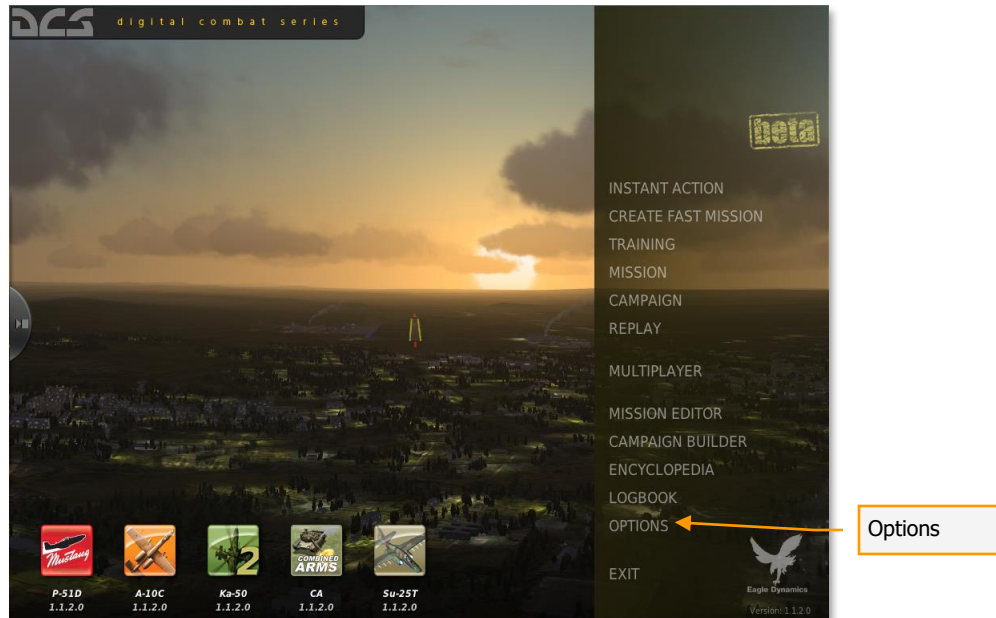 DCS digital combat series
beta
INSTANT ACTION
CREATE FAST MISSION
TRAINING
MISSION
CAMPAIGN
REPLAY
MULTIPLAYER
MISSION EDITOR
CAMPAIGN BUILDER
ENCYCLOPEDIA
LOGBOOK
OPTIONS
Options
EXIT
Mustang
2
COMBINED
ARMS
P-51D A-10C Ka-50 CA Su-25T
1.1.2.0 1.1.2.0 1.1.2.0 1.1.2.0 1.1.2.0
Eagle Dynamics
Version: 1.1.2.0